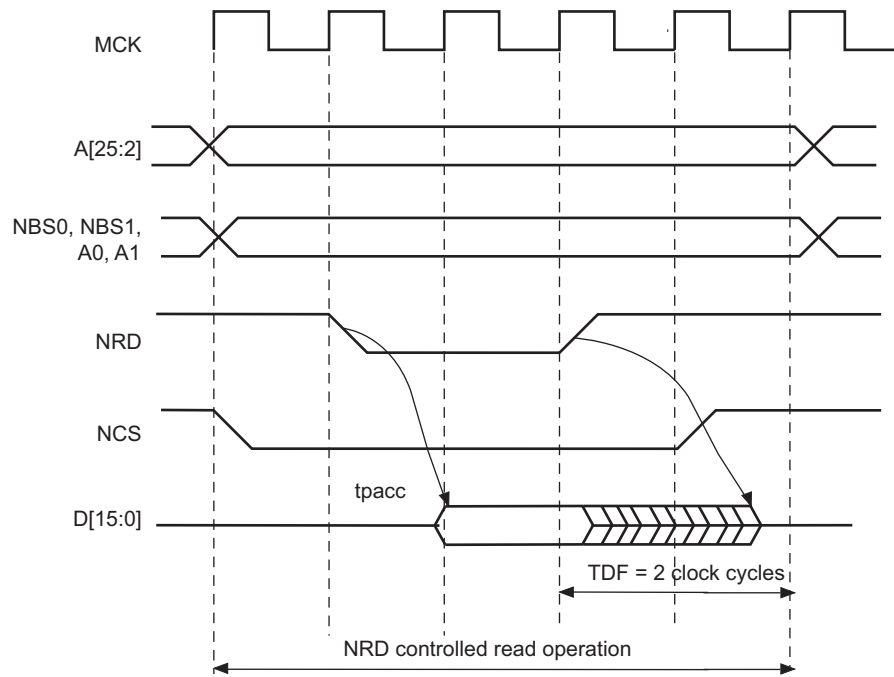 MCK
A[25:2]
NBS0, NBS1,
A0, A1
NRD
NCS
tpacc
D[15:0]
TDF = 2 clock cycles
NRD controlled read operation